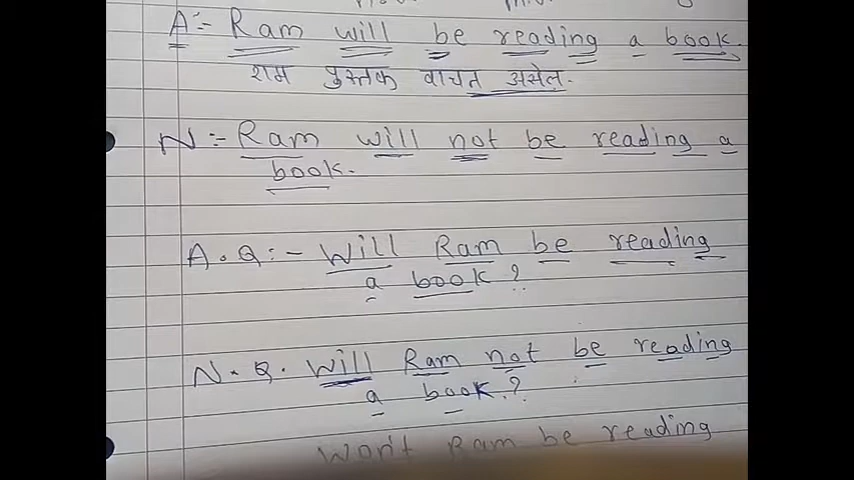 A:- Ram will be reading a book.
राम पुस्तक वाचत असेल.
N:- Ram will not be reading a
book.
A.Q:- Will Ram be reading
a book?
N.Q. Will Ram not be reading
a book?
Won't Ram be reading